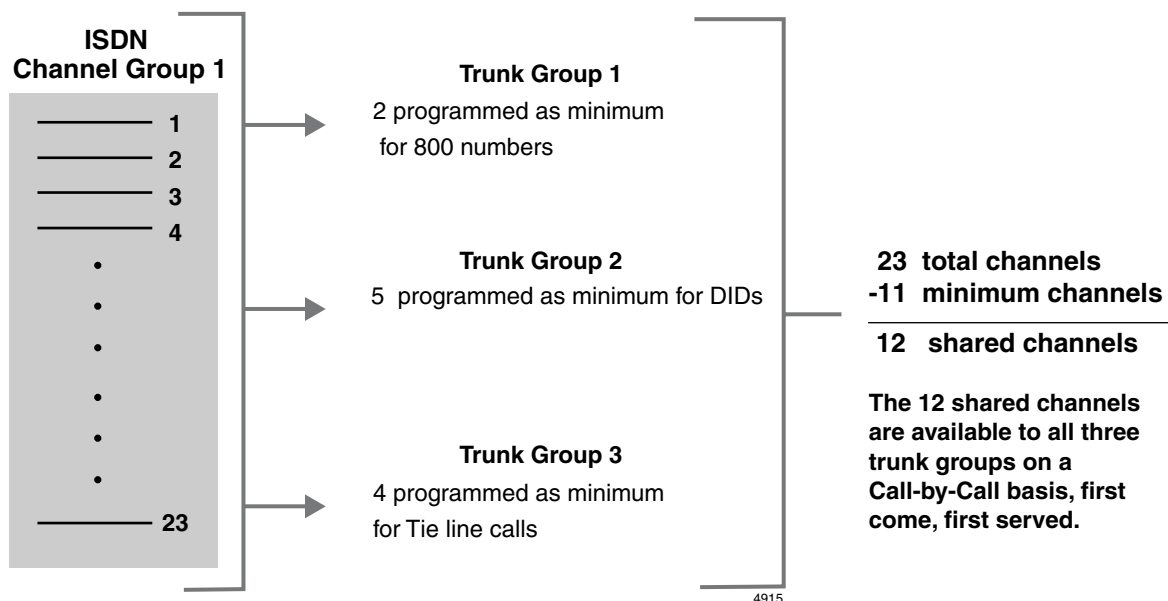 ISDN
Channel Group 1
1
2
3
4
23
Trunk Group 1
2 programmed as minimum
for 800 numbers
Trunk Group 2
5 programmed as minimum for DIDs
Trunk Group 3
4 programmed as minimum
for Tie line calls
23 total channels
-11 minimum channels
12 shared channels
The 12 shared channels
are available to all three
trunk groups on a
Call-by-Call basis, first
come, first served.
4915